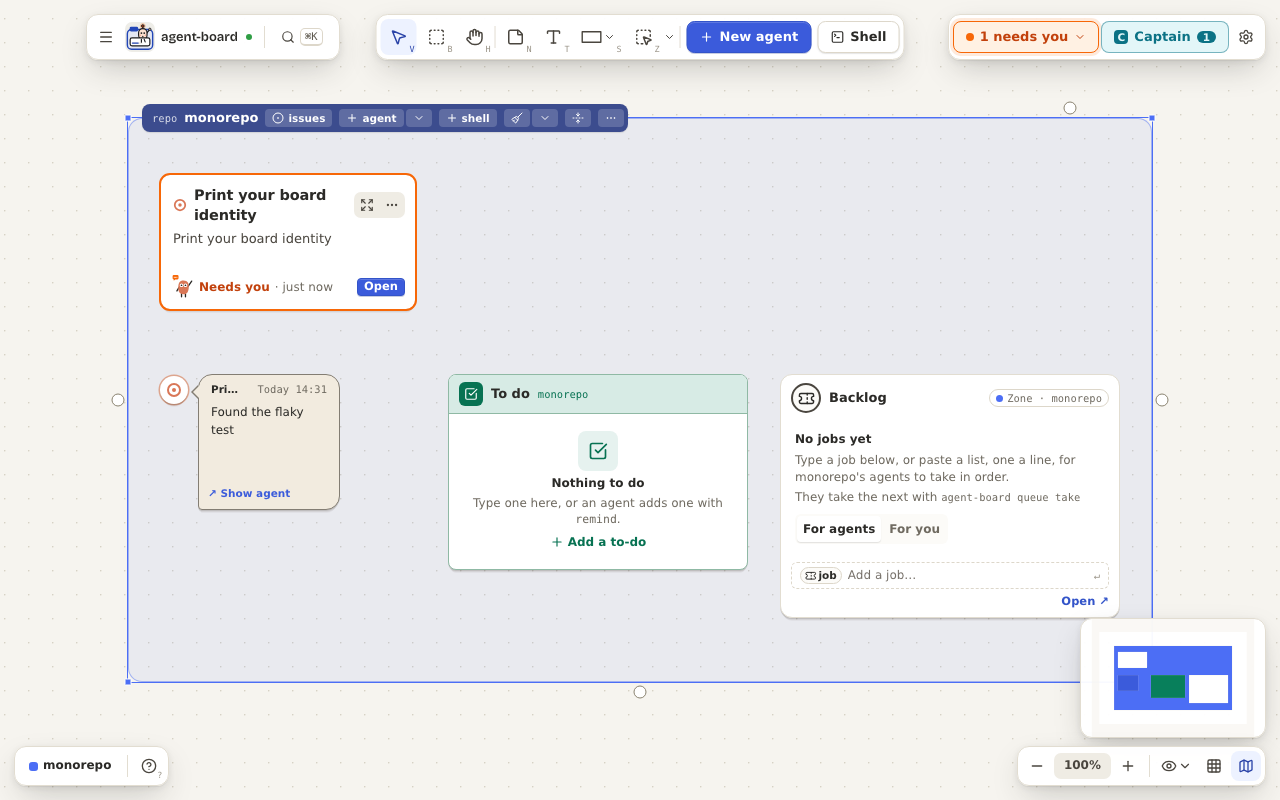 agent-board
⌘K
V
B
H
N
T
S
Z
New agent
Shell
1 needs you
C Captain 1
repo monorepo issues + agent + shell
Print your board
identity
Print your board identity
Needs you · just now
Open
Pri... Today 14:31
Found the flaky
test
↗ Show agent
To do monorepo
Nothing to do
Type one here, or an agent adds one with
remind.
+ Add a to-do
Backlog
Zone · monorepo
No jobs yet
Type a job below, or paste a list, one a line, for
monorepo's agents to take in order.
They take the next with agent-board queue take
For agents For you
job Add a job... ↵
Open ↗
monorepo
?
100%